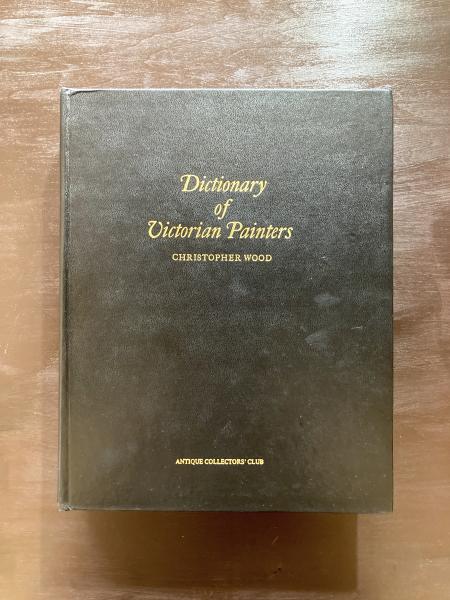 Dictionary
of
Victorian Painters
CHRISTOPHER WOOD
ANTIQUE COLLECTORS' CLUB